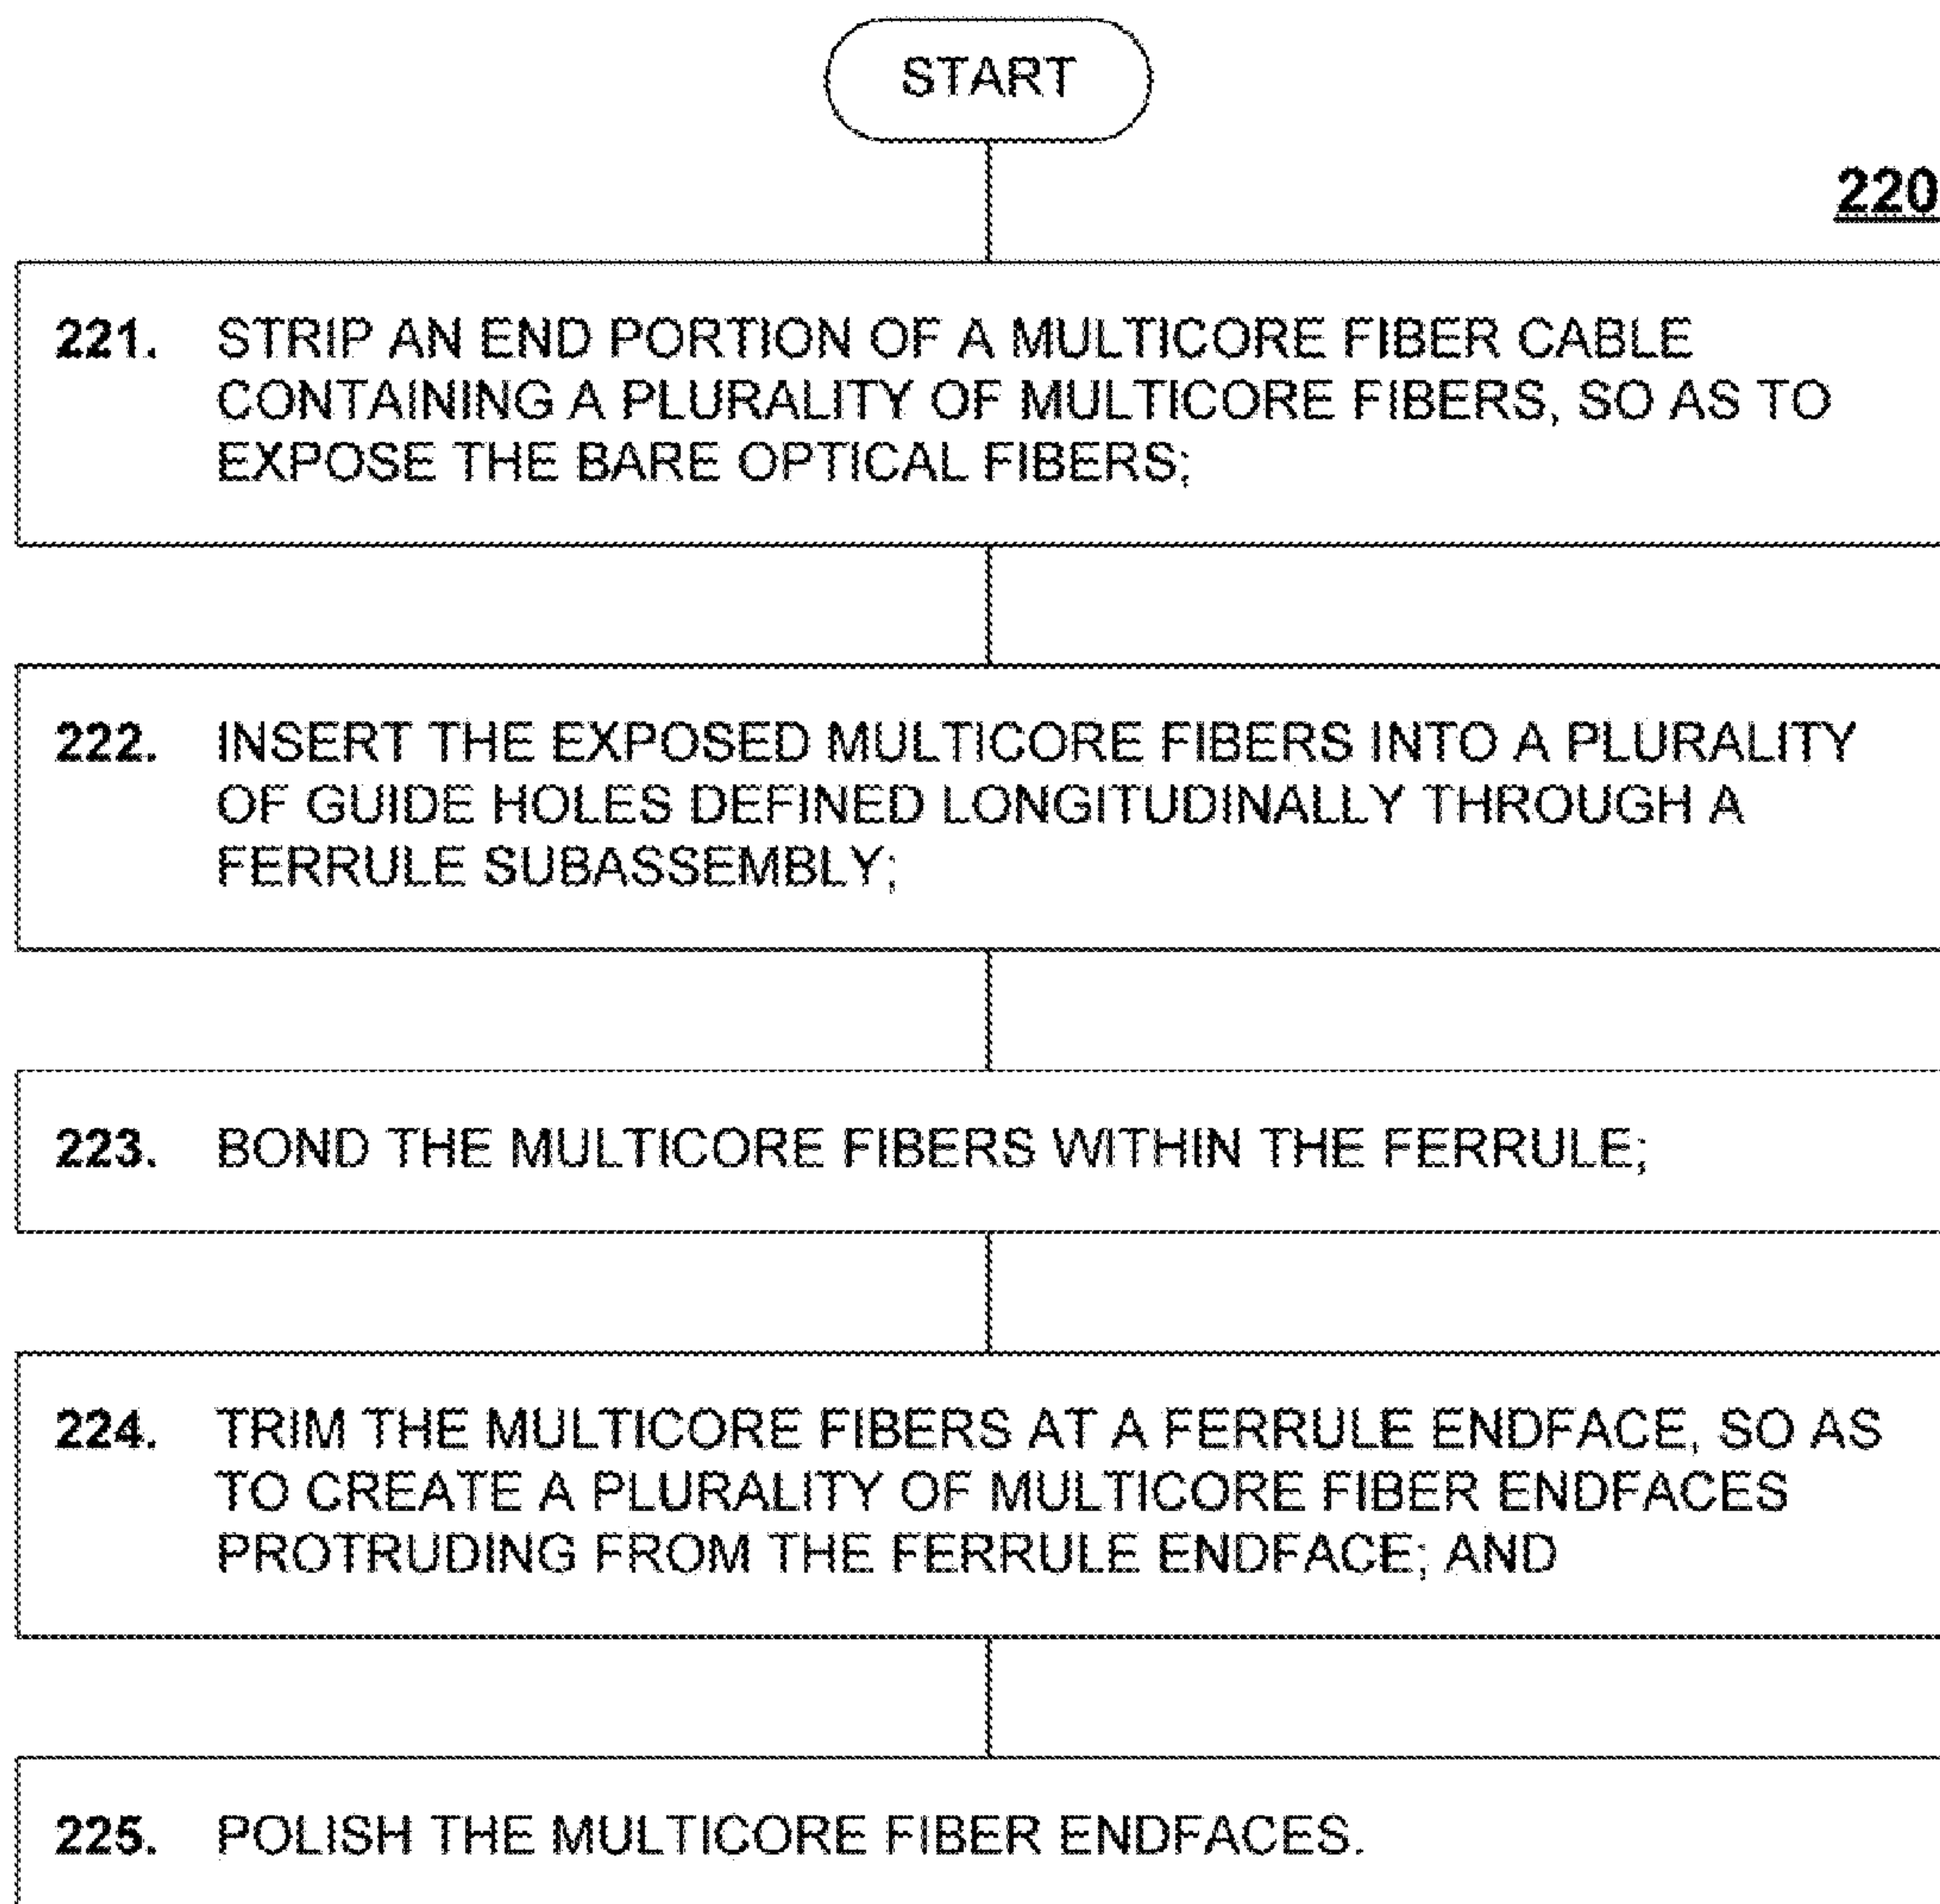 START
220
221. STRIP AN END PORTION OF A MULTICORE FIBER CABLE
CONTAINING A PLURALITY OF MULTICORE FIBERS, SO AS TO
EXPOSE THE BARE OPTICAL FIBERS;
222. INSERT THE EXPOSED MULTICORE FIBERS INTO A PLURALITY
OF GUIDE HOLES DEFINED LONGITUDINALLY THROUGH A
FERRULE SUBASSEMBLY;
223. BOND THE MULTICORE FIBERS WITHIN THE FERRULE;
224. TRIM THE MULTICORE FIBERS AT A FERRULE ENDFACE, SO AS
TO CREATE A PLURALITY OF MULTICORE FIBER ENDFACES
PROTRUDING FROM THE FERRULE ENDFACE; AND
225. POLISH THE MULTICORE FIBER ENDFACES.